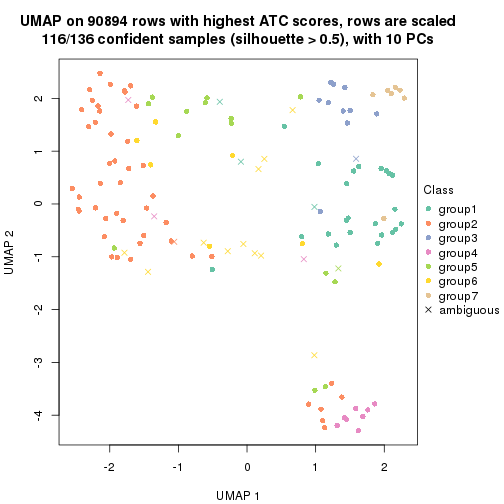 UMAP on 90894 rows with highest ATC scores, rows are scaled
116/136 confident samples (silhouette > 0.5), with 10 PCs
2
1
0
-1
-2
-3
-4
UMAP 2
-2
-1
0
1
2
UMAP 1
Class
group1
group2
group3
group4
group5
group6
group7
ambiguous